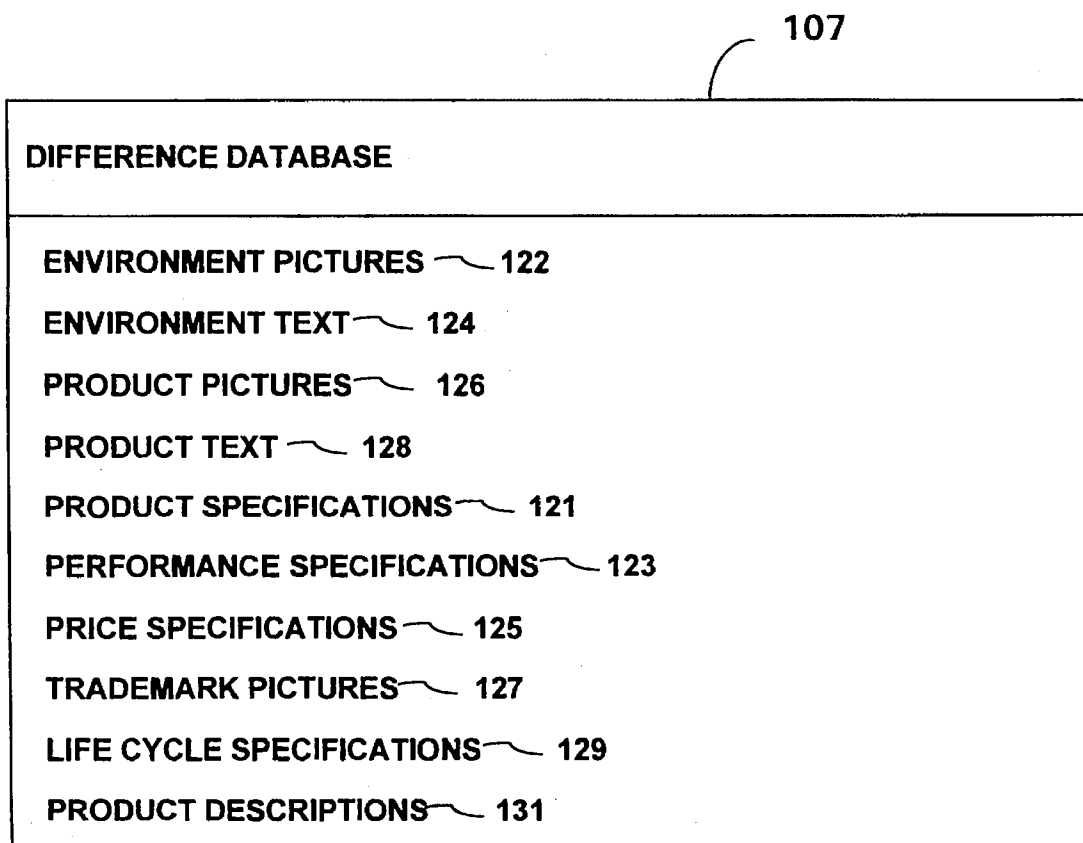 107
DIFFERENCE DATABASE
ENVIRONMENT PICTURES 122
ENVIRONMENT TEXT 124
PRODUCT PICTURES 126
PRODUCT TEXT 128
PRODUCT SPECIFICATIONS 121
PERFORMANCE SPECIFICATIONS 123
PRICE SPECIFICATIONS 125
TRADEMARK PICTURES 127
LIFE CYCLE SPECIFICATIONS 129
PRODUCT DESCRIPTIONS 131